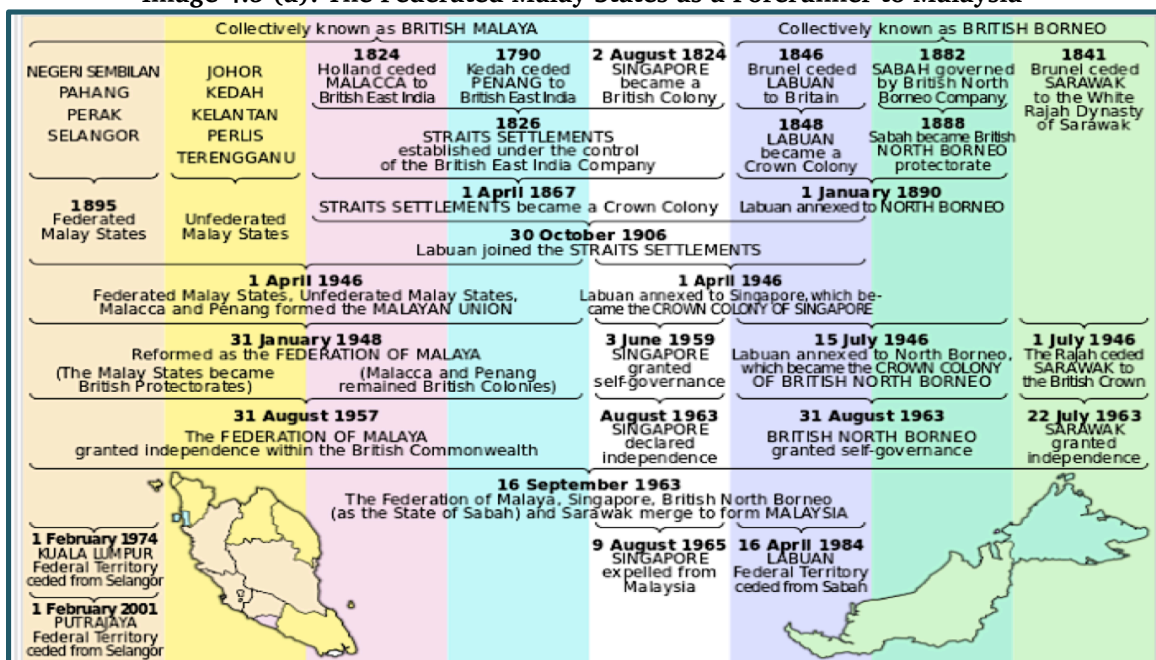 Image 4.8 (a): The Federated Malay States as a Forerunner to Malaysia
Collectively known as BRITISH MALAYA
Collectively known as BRITISH BORNEO
NEGERI SEMBILAN
PAHANG
PERAK
SELANGOR
JOHOR
KEDAH
KELANTAN
PERLIS
TERENGGANU
1824
Holland ceded
MALACCA to
British East India
1790
Kedah ceded
PENANG to
British East India
2 August 1824
SINGAPORE
became a
British Colony
1846
Brunel ceded
LABUAN
to Britain
1882
SABAH governed
by British North
Borneo Company
1841
Brunel ceded
SARAWAK
to the White
Rajah Dynasty
of Sarawak
1826
STRAITS SETTLEMENTS
established under the control
of the British East India Company
1848
LABUAN
became a
Crown Colony
1888
Sabah became British
NORTH BORNEO
protectorate
1895
Federated
Malay States
Unfederated
Malay States
1 April 1867
STRAITS SETTLEMENTS became a Crown Colony
1 January 1890
Labuan annexed to NORTH BORNEO
30 October 1906
Labuan joined the STRAITS SETTLEMENTS
1 April 1946
Federated Malay States, Unfederated Malay States,
Malacca and Penang formed the MALAYAN UNION
1 April 1946
Labuan annexed to Singapore, which be-
came the CROWN COLONY OF SINGAPORE
31 January 1948
Reformed as the FEDERATION OF MALAYA
(The Malay States became
British Protectorates)
(Malacca and Penang
remained British Colonies)
3 June 1959
SINGAPORE
granted
self-governance
15 July 1946
Labuan annexed to North Borneo,
which became the CROWN COLONY
OF BRITISH NORTH BORNEO
1 July 1946
The Rajah ceded
SARAWAK to
the British Crown
31 August 1957
The FEDERATION OF MALAYA
granted independence within the British Commonwealth
August 1963
SINGAPORE
declared
independence
31 August 1963
BRITISH NORTH BORNEO
granted self-governance
22 July 1963
SARAWAK
granted
independence
16 September 1963
The Federation of Malaya, Singapore, British North Borneo
(as the State of Sabah) and Sarawak merge to form MALAYSIA
1 February 1974
KUALA LUMPUR
Federal Territory
ceded from Selangor
9 August 1965
SINGAPORE
expelled from
Malaysia
16 April 1984
LABUAN
Federal Territory
ceded from Sabah
1 February 2001
PUTRAJAYA
Federal Territory
ceded from Selangor